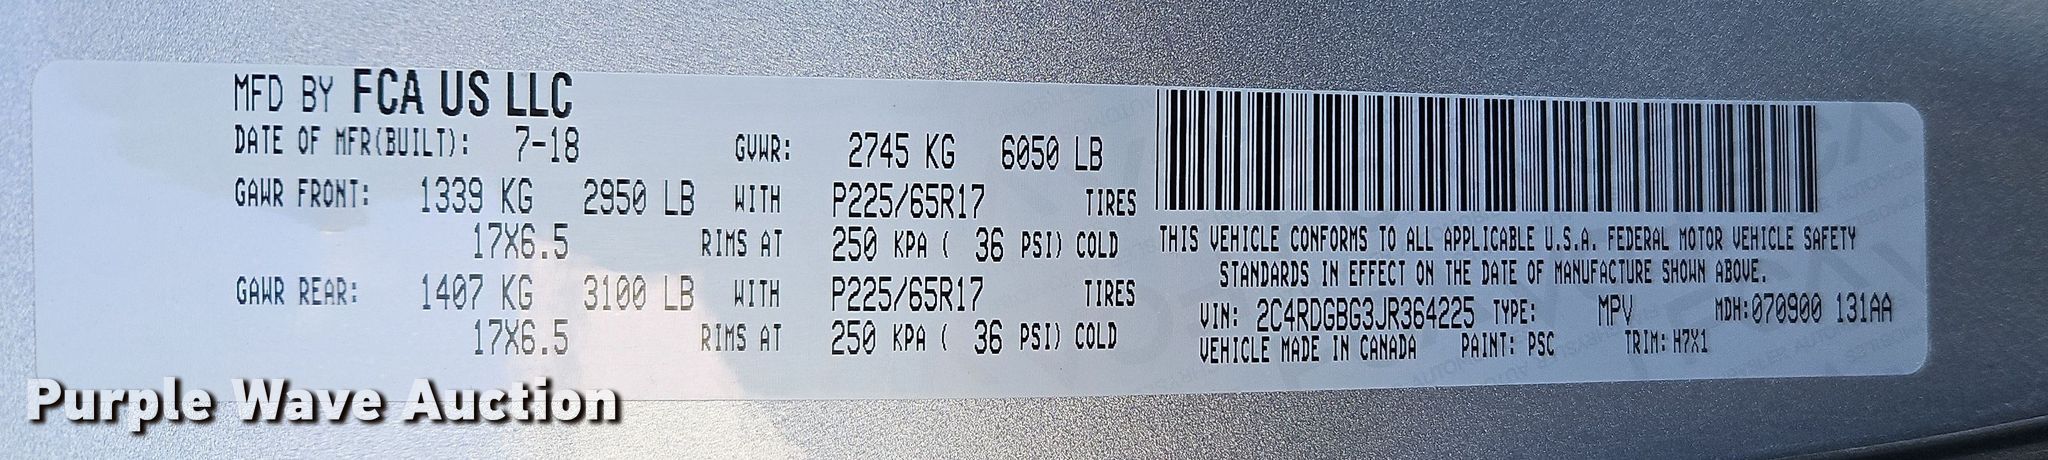 MFD BY FCA US LLC
DATE OF MFR(BUILT): 7-18 GVWR: 2745 KG 6050 LB
GAWR FRONT: 1339 KG 2950 LB WITH P225/65R17 TIRES
17X6.5 RIMS AT 250 KPA ( 36 PSI) COLD
GAWR REAR: 1407 KG 3100 LB WITH P225/65R17 TIRES
17X6.5 RIMS AT 250 KPA ( 36 PSI) COLD
THIS VEHICLE CONFORMS TO ALL APPLICABLE U.S.A. FEDERAL MOTOR VEHICLE SAFETY
STANDARDS IN EFFECT ON THE DATE OF MANUFACTURE SHOWN ABOVE.
VIN: 2C4RDGBG3JR364225 TYPE: MPV MDH:070900 131AA
VEHICLE MADE IN CANADA PAINT: PSC TRIM: H7X1
Purple Wave Auction